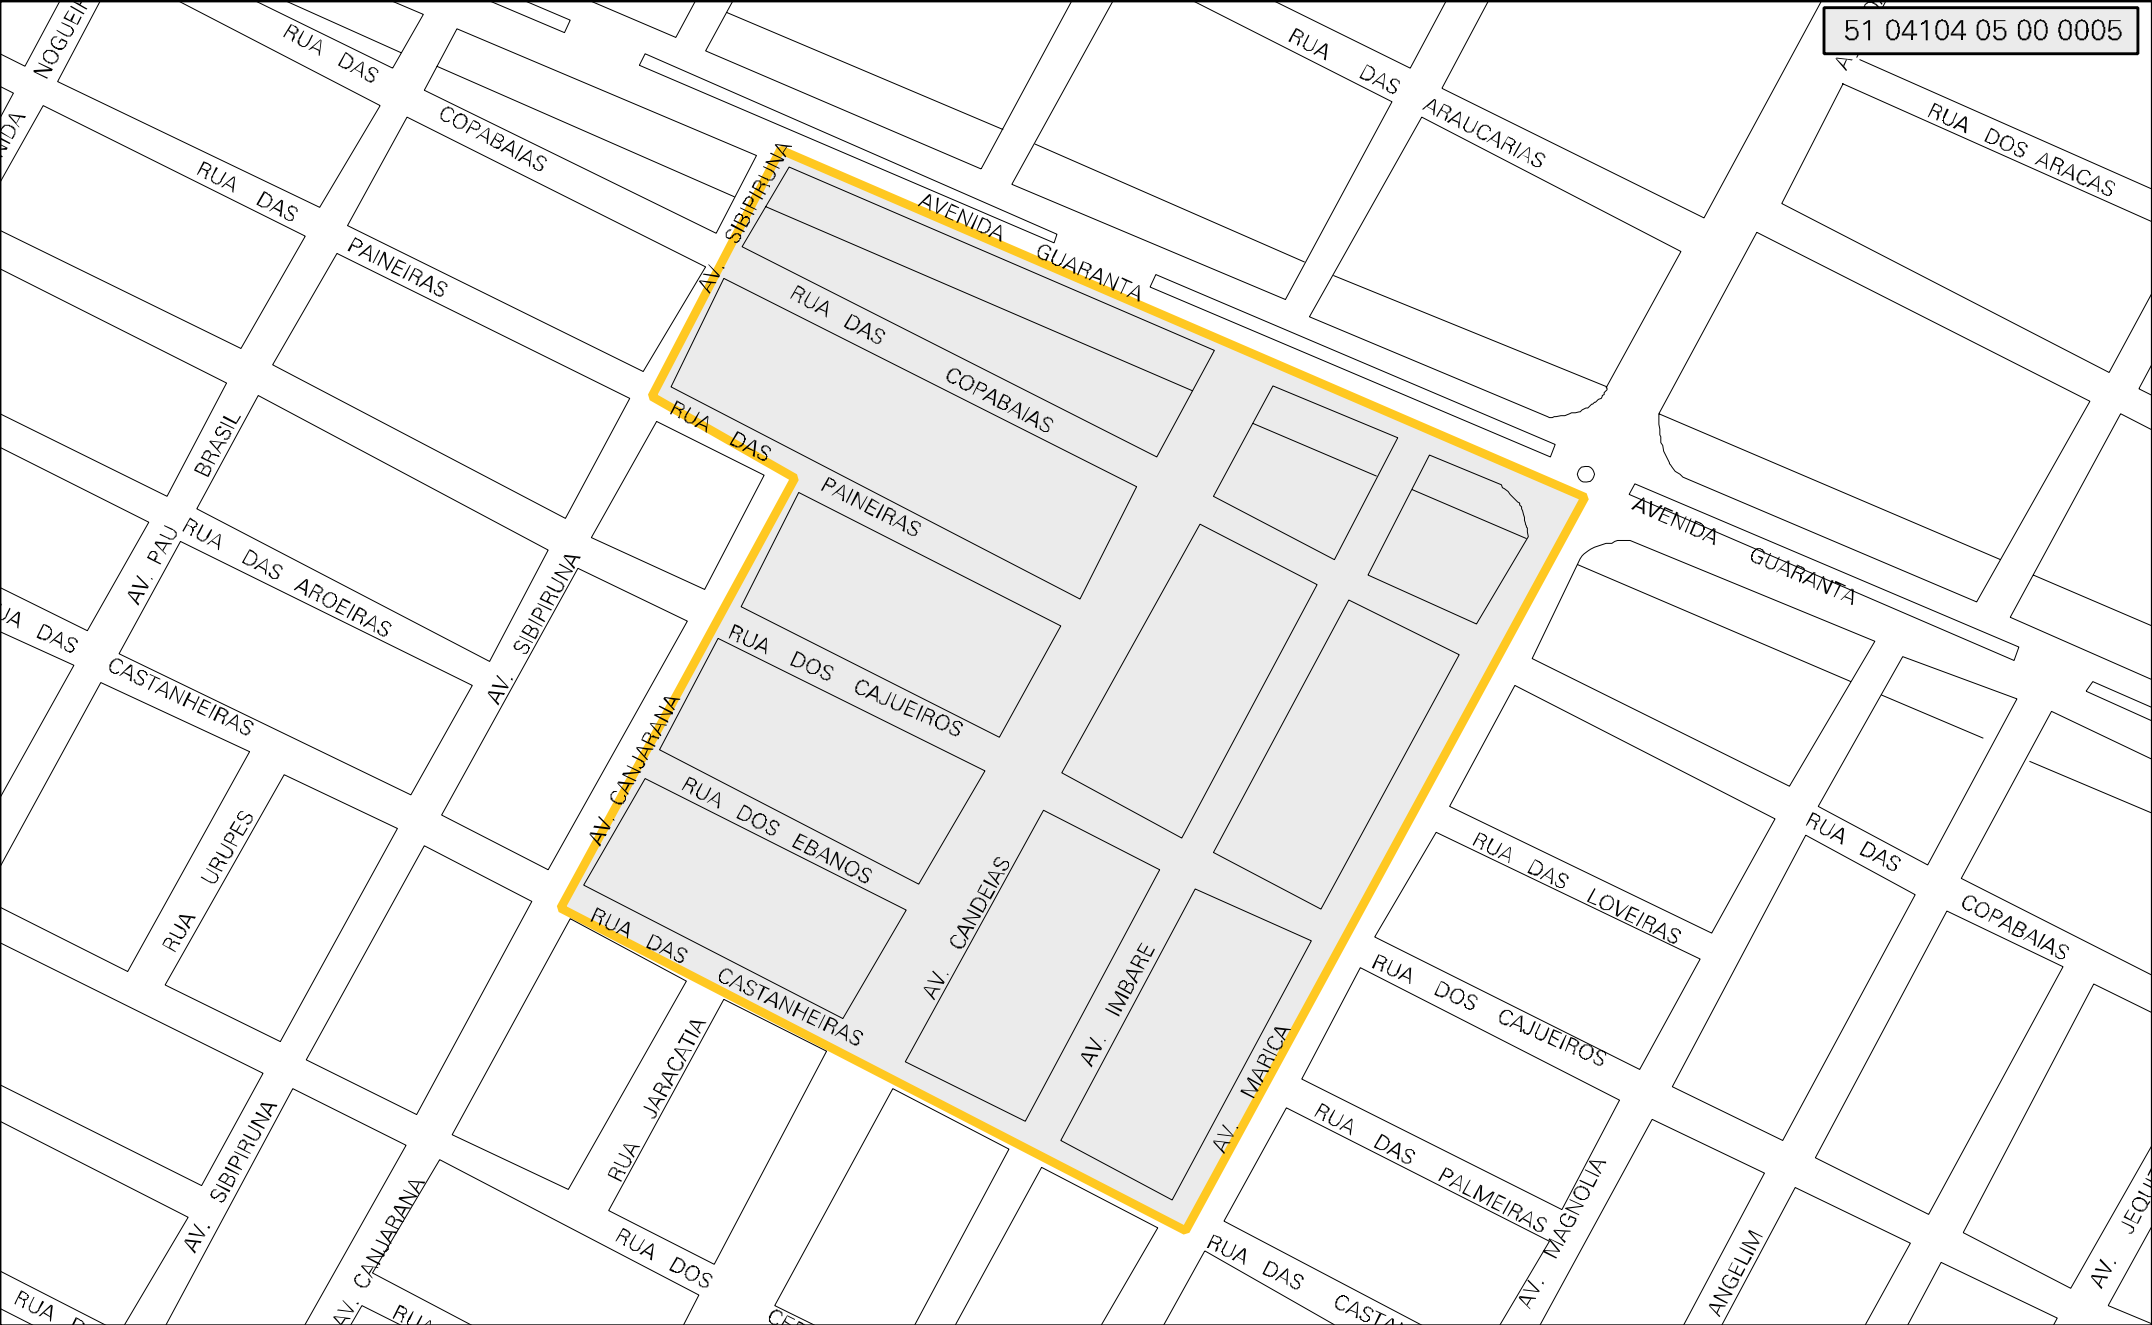 51 04104 05 00 0005
RUA DAS
COPABAIAS
RUA DAS
PAINEIRAS
RUA DAS
ARAUCARIAS
RUA DOS ARACAS
AV. SIBIPIRUNA
AVENIDA GUARANTA
RUA DAS COPABAIAS
RUA DAS PAINEIRAS
AV. PAU BRASIL
RUA DAS AROEIRAS
AV. SIBIPIRUNA
DAS
CASTANHEIRAS
RUA URUPES
AVENIDA GUARANTA
RUA DOS CAJUEIROS
AV. CANJARANA
RUA DOS EBANOS
RUA DAS CASTANHEIRAS
AV. CANDEIAS
AV. IMBARE
AV. MARICA
RUA DAS LOVEIRAS
RUA DAS
COPABAIAS
RUA DOS CAJUEIROS
RUA DAS PALMEIRAS
RUA JARACATIA
AV. SIBIPIRUNA
AV. CANJARANA
RUA DOS
AV. MAGNOLIA
ANGELIM
RUA DAS
AV.
RUA